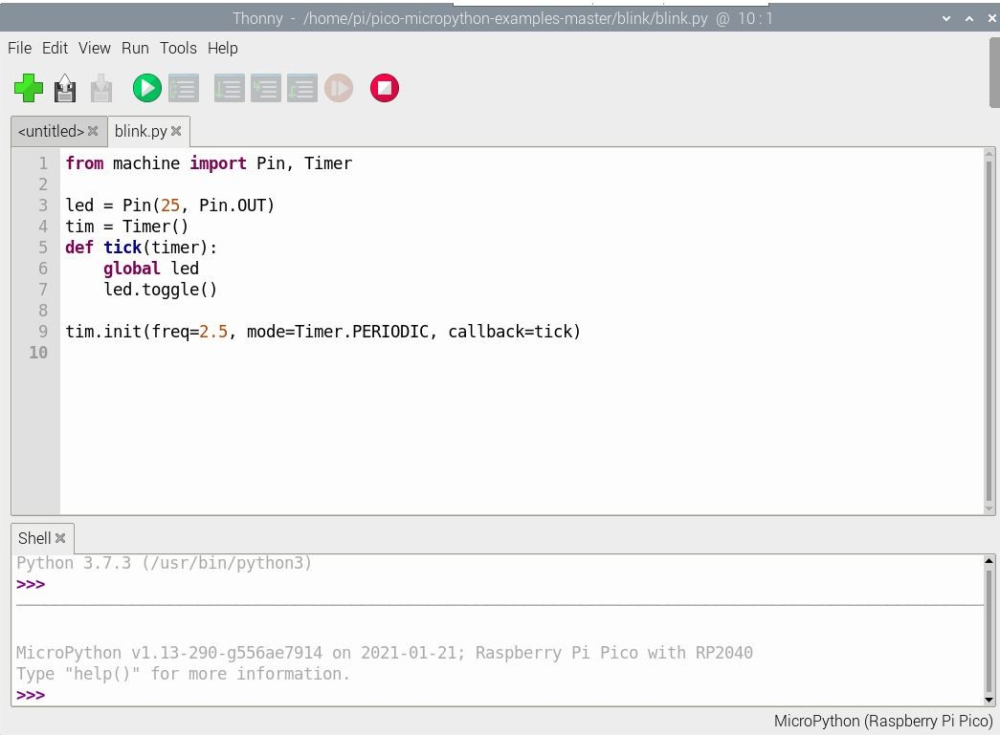 Thonny - /home/pi/pico-micropython-examples-master/blink/blink.py @ 10 : 1
File Edit View Run Tools Help
<untitled> blink.py
1 from machine import Pin, Timer
2
3 led = Pin(25, Pin.OUT)
4 tim = Timer()
5 def tick(timer):
6     global led
7     led.toggle()
8
9 tim.init(freq=2.5, mode=Timer.PERIODIC, callback=tick)
10
Shell
Python 3.7.3 (/usr/bin/python3)
>>>
MicroPython v1.13-290-g556ae7914 on 2021-01-21; Raspberry Pi Pico with RP2040
Type "help()" for more information.
>>>
MicroPython (Raspberry Pi Pico)